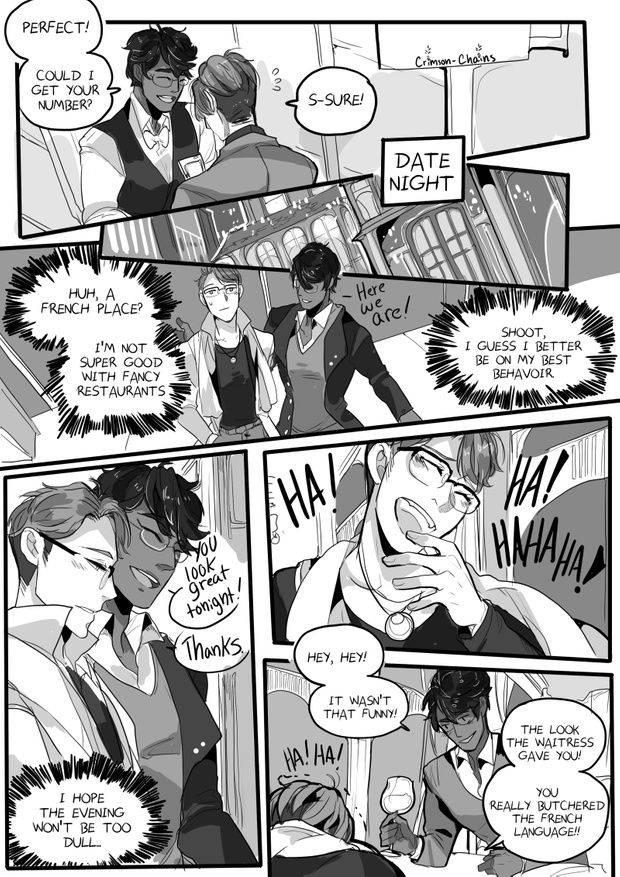 PERFECT!
COULD I
GET YOUR
NUMBER?
S-SURE!
Crimson-Chains
DATE
NIGHT
HUH, A
FRENCH PLACE?
I'M NOT
SUPER GOOD
WITH FANCY
RESTAURANTS
Here
we
are!
SHOOT,
I GUESS I BETTER
BE ON MY BEST
BEHAVOIR
You
look
great
tonight!
Thanks.
I HOPE
THE EVENING
WON'T BE TOO
DULL..
HA!
HA!
HAHAHA!
HEY, HEY!
IT WASN'T
THAT FUNNY!
HA!HA!
THE LOOK
THE WAITRESS
GAVE YOU!
YOU
REALLY BUTCHERED
THE FRENCH
LANGUAGE!!